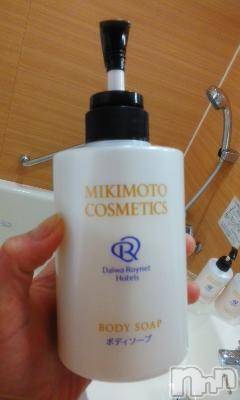 MIKIMOTO
COSMETICS
Daiwa Roynet
Hotels
BODY SOAP
ボディソープ